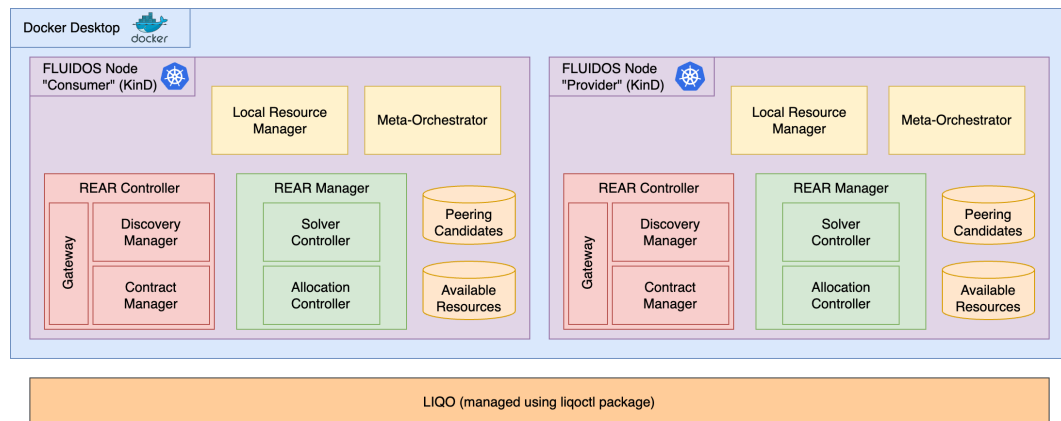 Docker Desktop
docker
FLUIDOS Node
"Consumer" (KinD)
Local Resource
Manager
Meta-Orchestrator
REAR Controller
Gateway
Discovery
Manager
Contract
Manager
REAR Manager
Solver
Controller
Allocation
Controller
Peering
Candidates
Available
Resources
FLUIDOS Node
"Provider" (KinD)
Local Resource
Manager
Meta-Orchestrator
REAR Controller
Gateway
Discovery
Manager
Contract
Manager
REAR Manager
Solver
Controller
Allocation
Controller
Peering
Candidates
Available
Resources
LIQO (managed using liqoctl package)